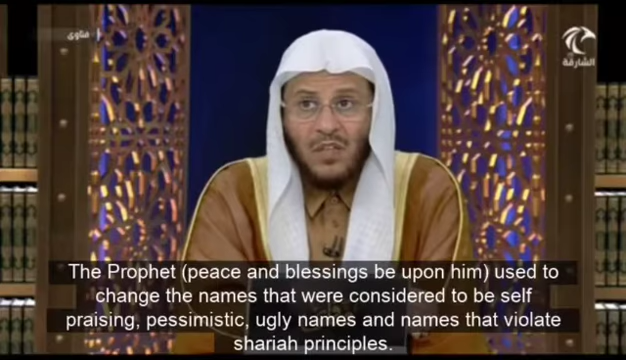 فتاوى
الشارقة
The Prophet (peace and blessings be upon him) used to
change the names that were considered to be self
praising, pessimistic, ugly names and names that violate
shariah principles.